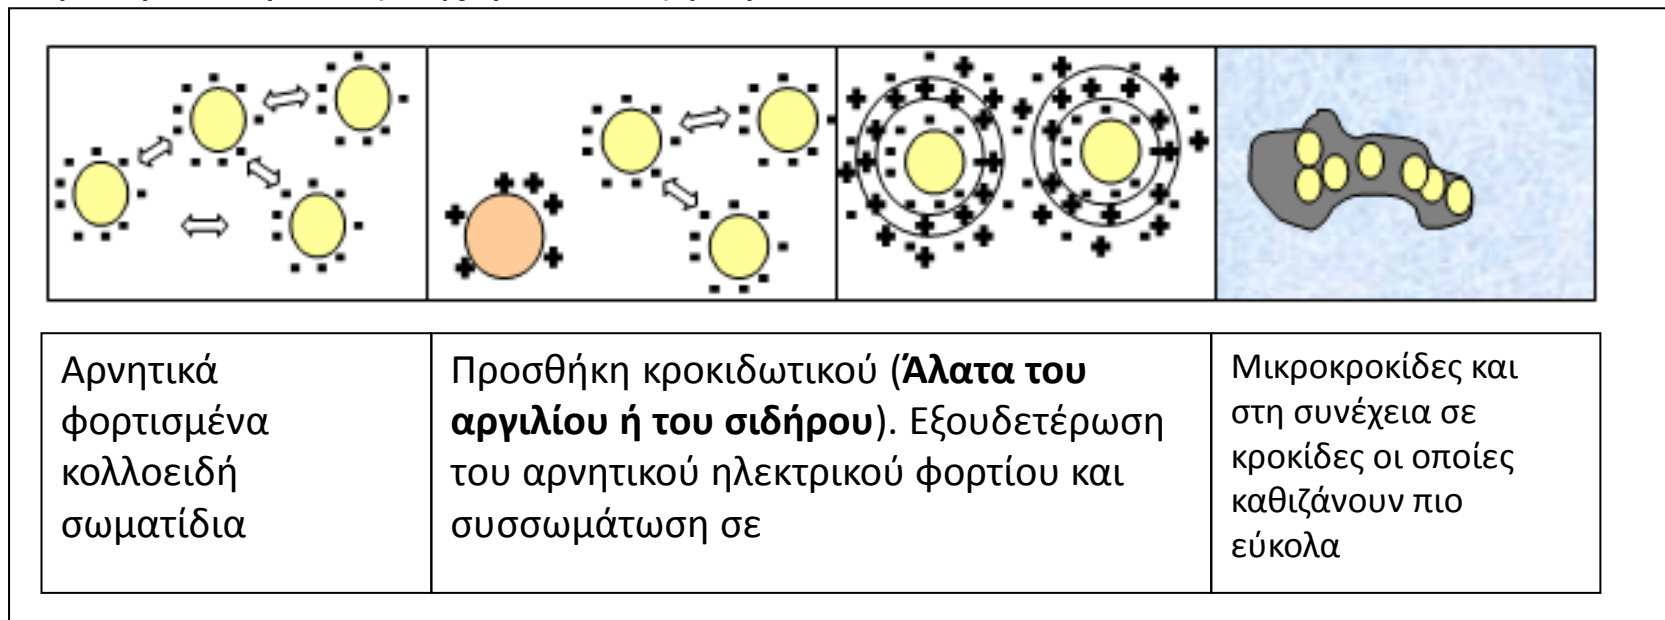 Αρνητικά
φορτισμένα
κολλοειδή
σωματίδια
Προσθήκη κροκιδωτικού (Άλατα του
αργιλίου ή του σιδήρου). Εξουδετέρωση
του αρνητικού ηλεκτρικού φορτίου και
συσσωμάτωση σε
Μικροκροκίδες και
στη συνέχεια σε
κροκίδες οι οποίες
καθιζάνουν πιο
εύκολα